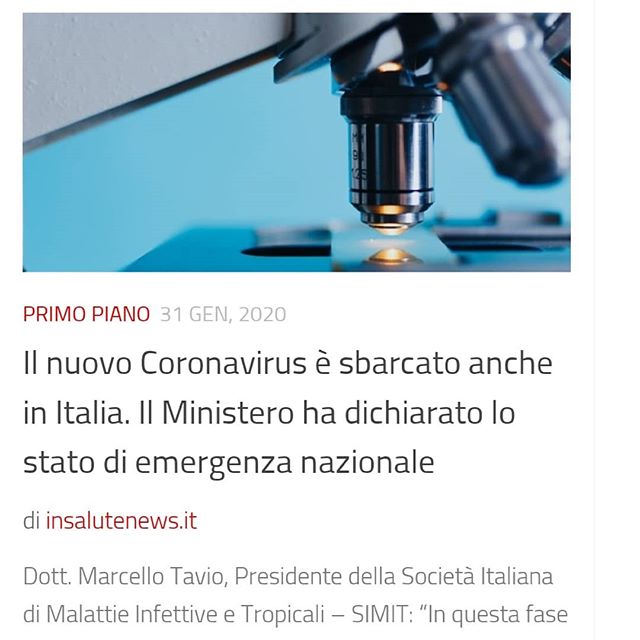 PRIMO PIANO 31 GEN, 2020
Il nuovo Coronavirus è sbarcato anche
in Italia. Il Ministero ha dichiarato lo
stato di emergenza nazionale
di insalutenews.it
Dott. Marcello Tavio, Presidente della Società Italiana
di Malattie Infettive e Tropicali – SIMIT: “In questa fase